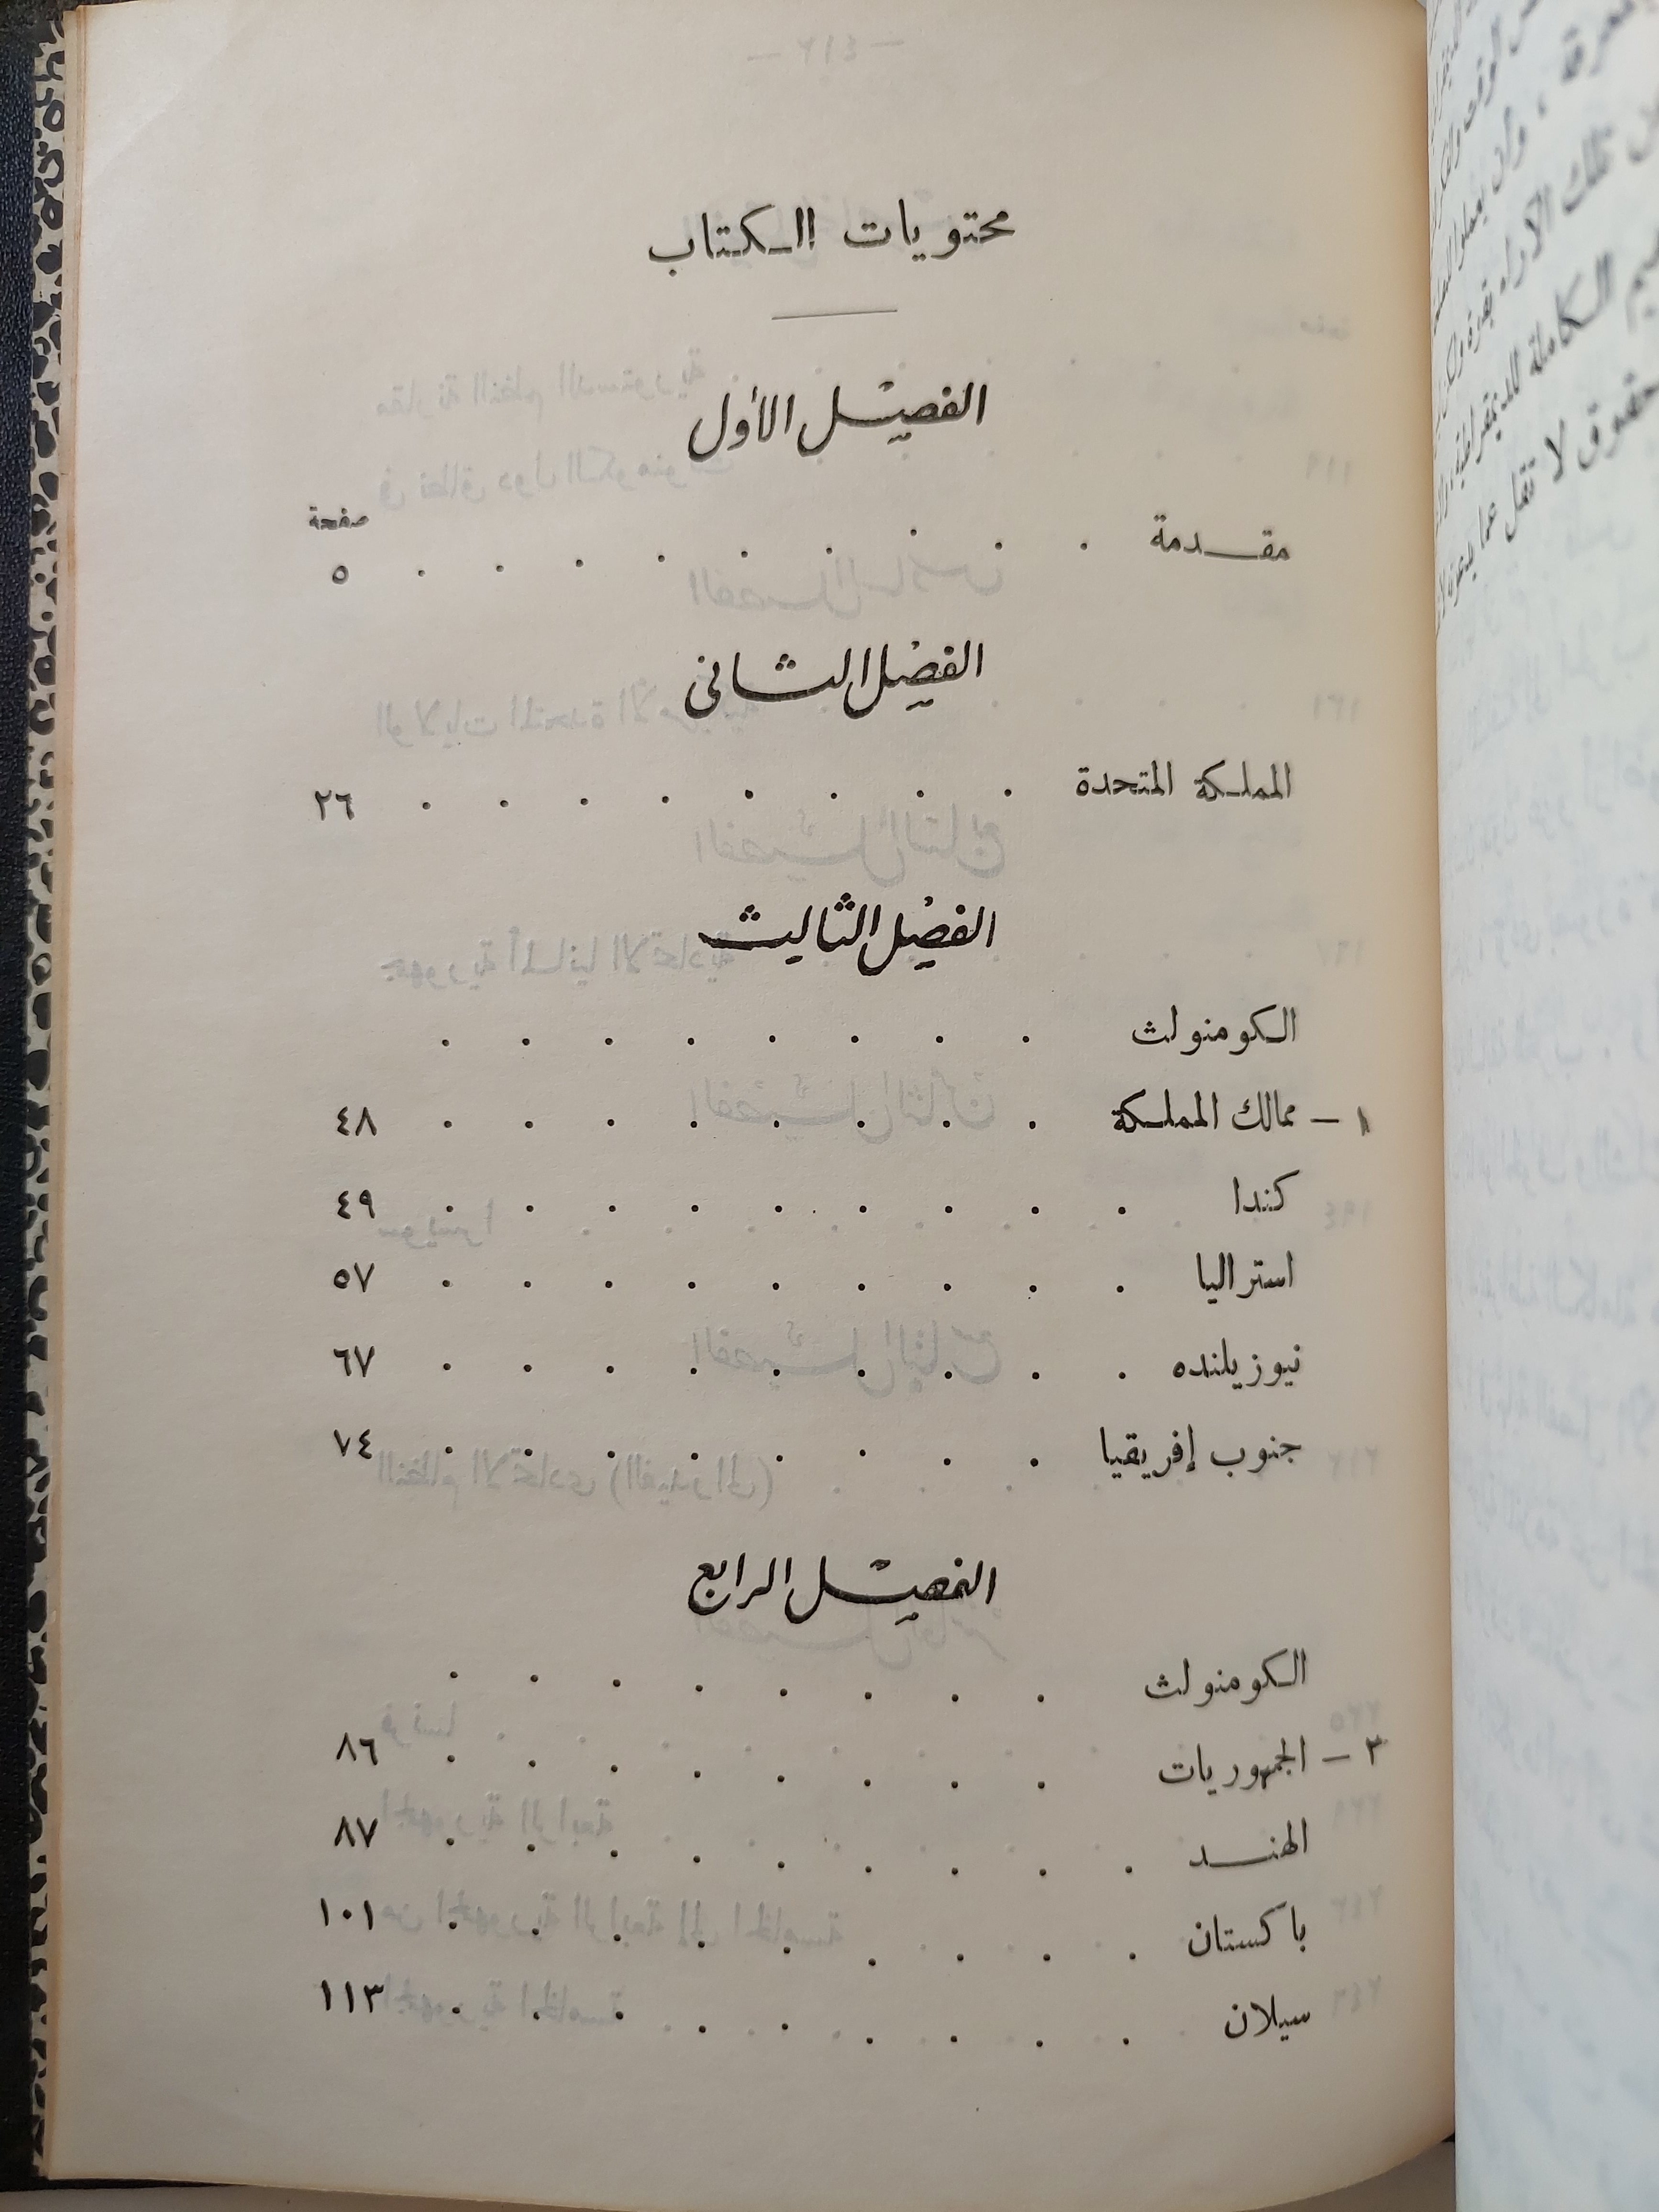 محتويات الكتاب
الفصل الأول
صفحة
مقدمة . . . . . . . . . ٥
الفصل الثانى
المملكة المتحدة . . . . . . . . ٢٦
الفصل الثالث
الكومنولث . . . . . . . .
١ – ممالك المملكة . . . . . . . . ٤٨
كندا . . . . . . . . . ٤٩
استراليا . . . . . . . . . ٥٧
نيوزيلنده . . . . . . . . . ٦٧
جنوب إفريقيا . . . . . . . . ٧٤
الفصل الرابع
الكومنولث . . . . . . . .
٢ – الجمهوريات . . . . . . . . ٨٦
الهند . . . . . . . . . ٨٧
باكستان . . . . . . . . . ١٠١
سيلان . . . . . . . . . ١١٣